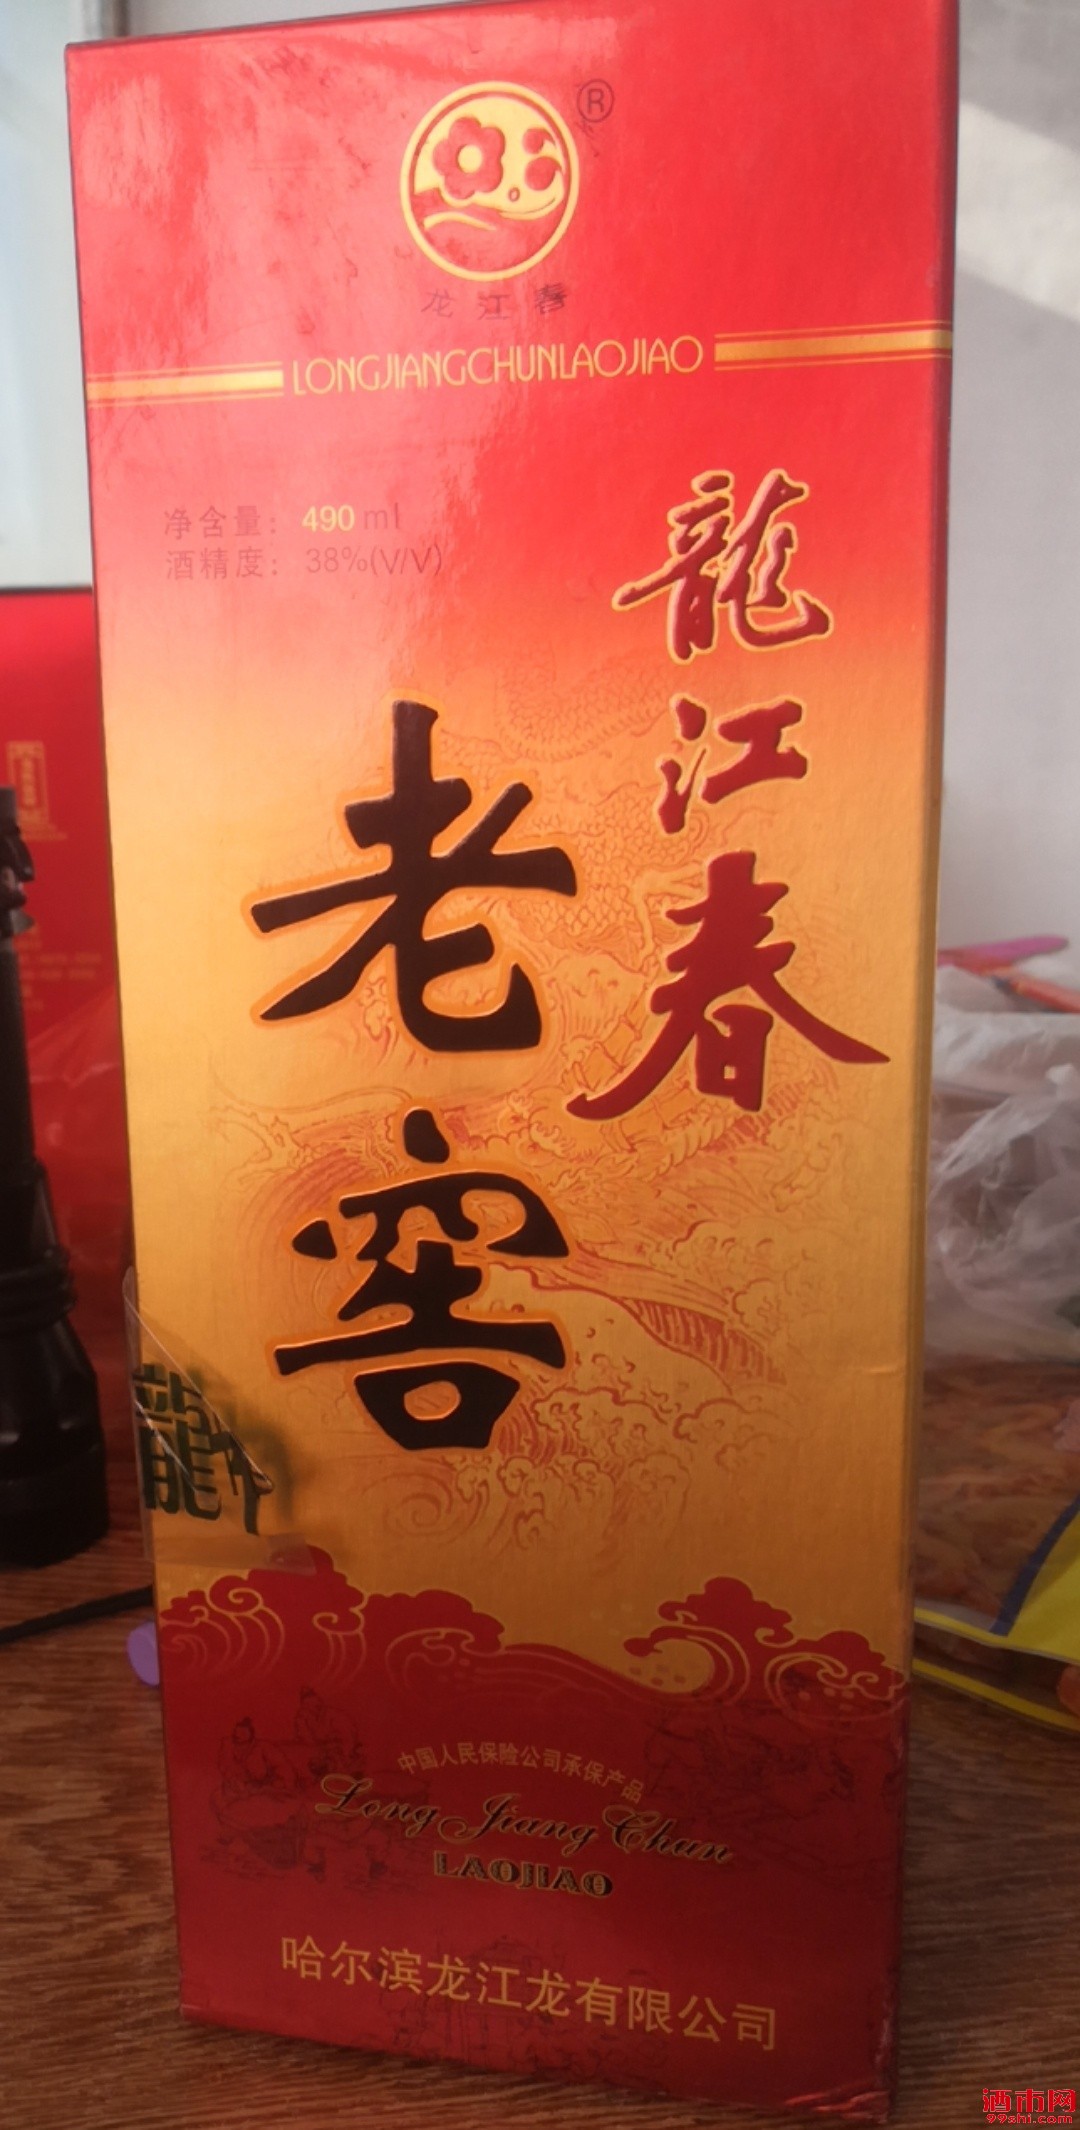 ®
龙江春
LONGJIANGCHUNLAOJIAO
净含量：490 ml
酒精度：38%(V/V)
龍江春
老窖
龍
中国人民保险公司承保产品
Long Jiang Chun
LAOJIAO
哈尔滨龙江龙有限公司
酒市网
99shi.com